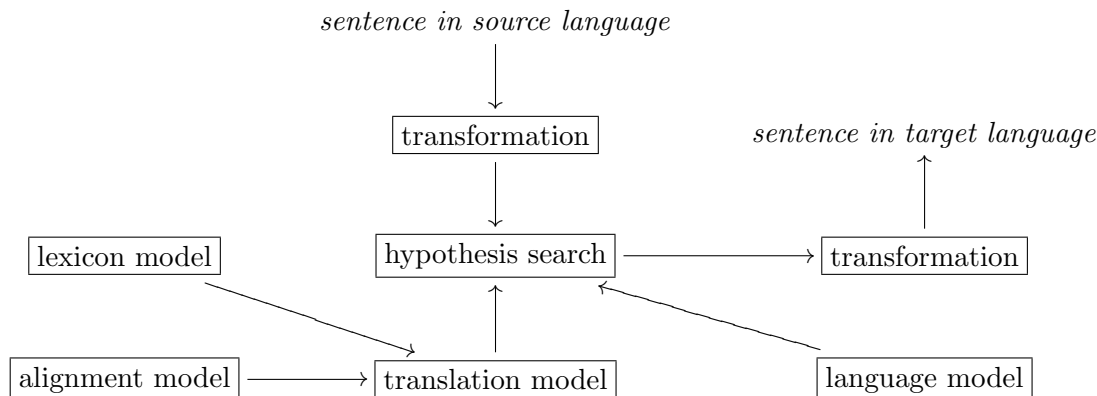 sentence in source language
transformation
sentence in target language
lexicon model
hypothesis search
transformation
alignment model
translation model
language model